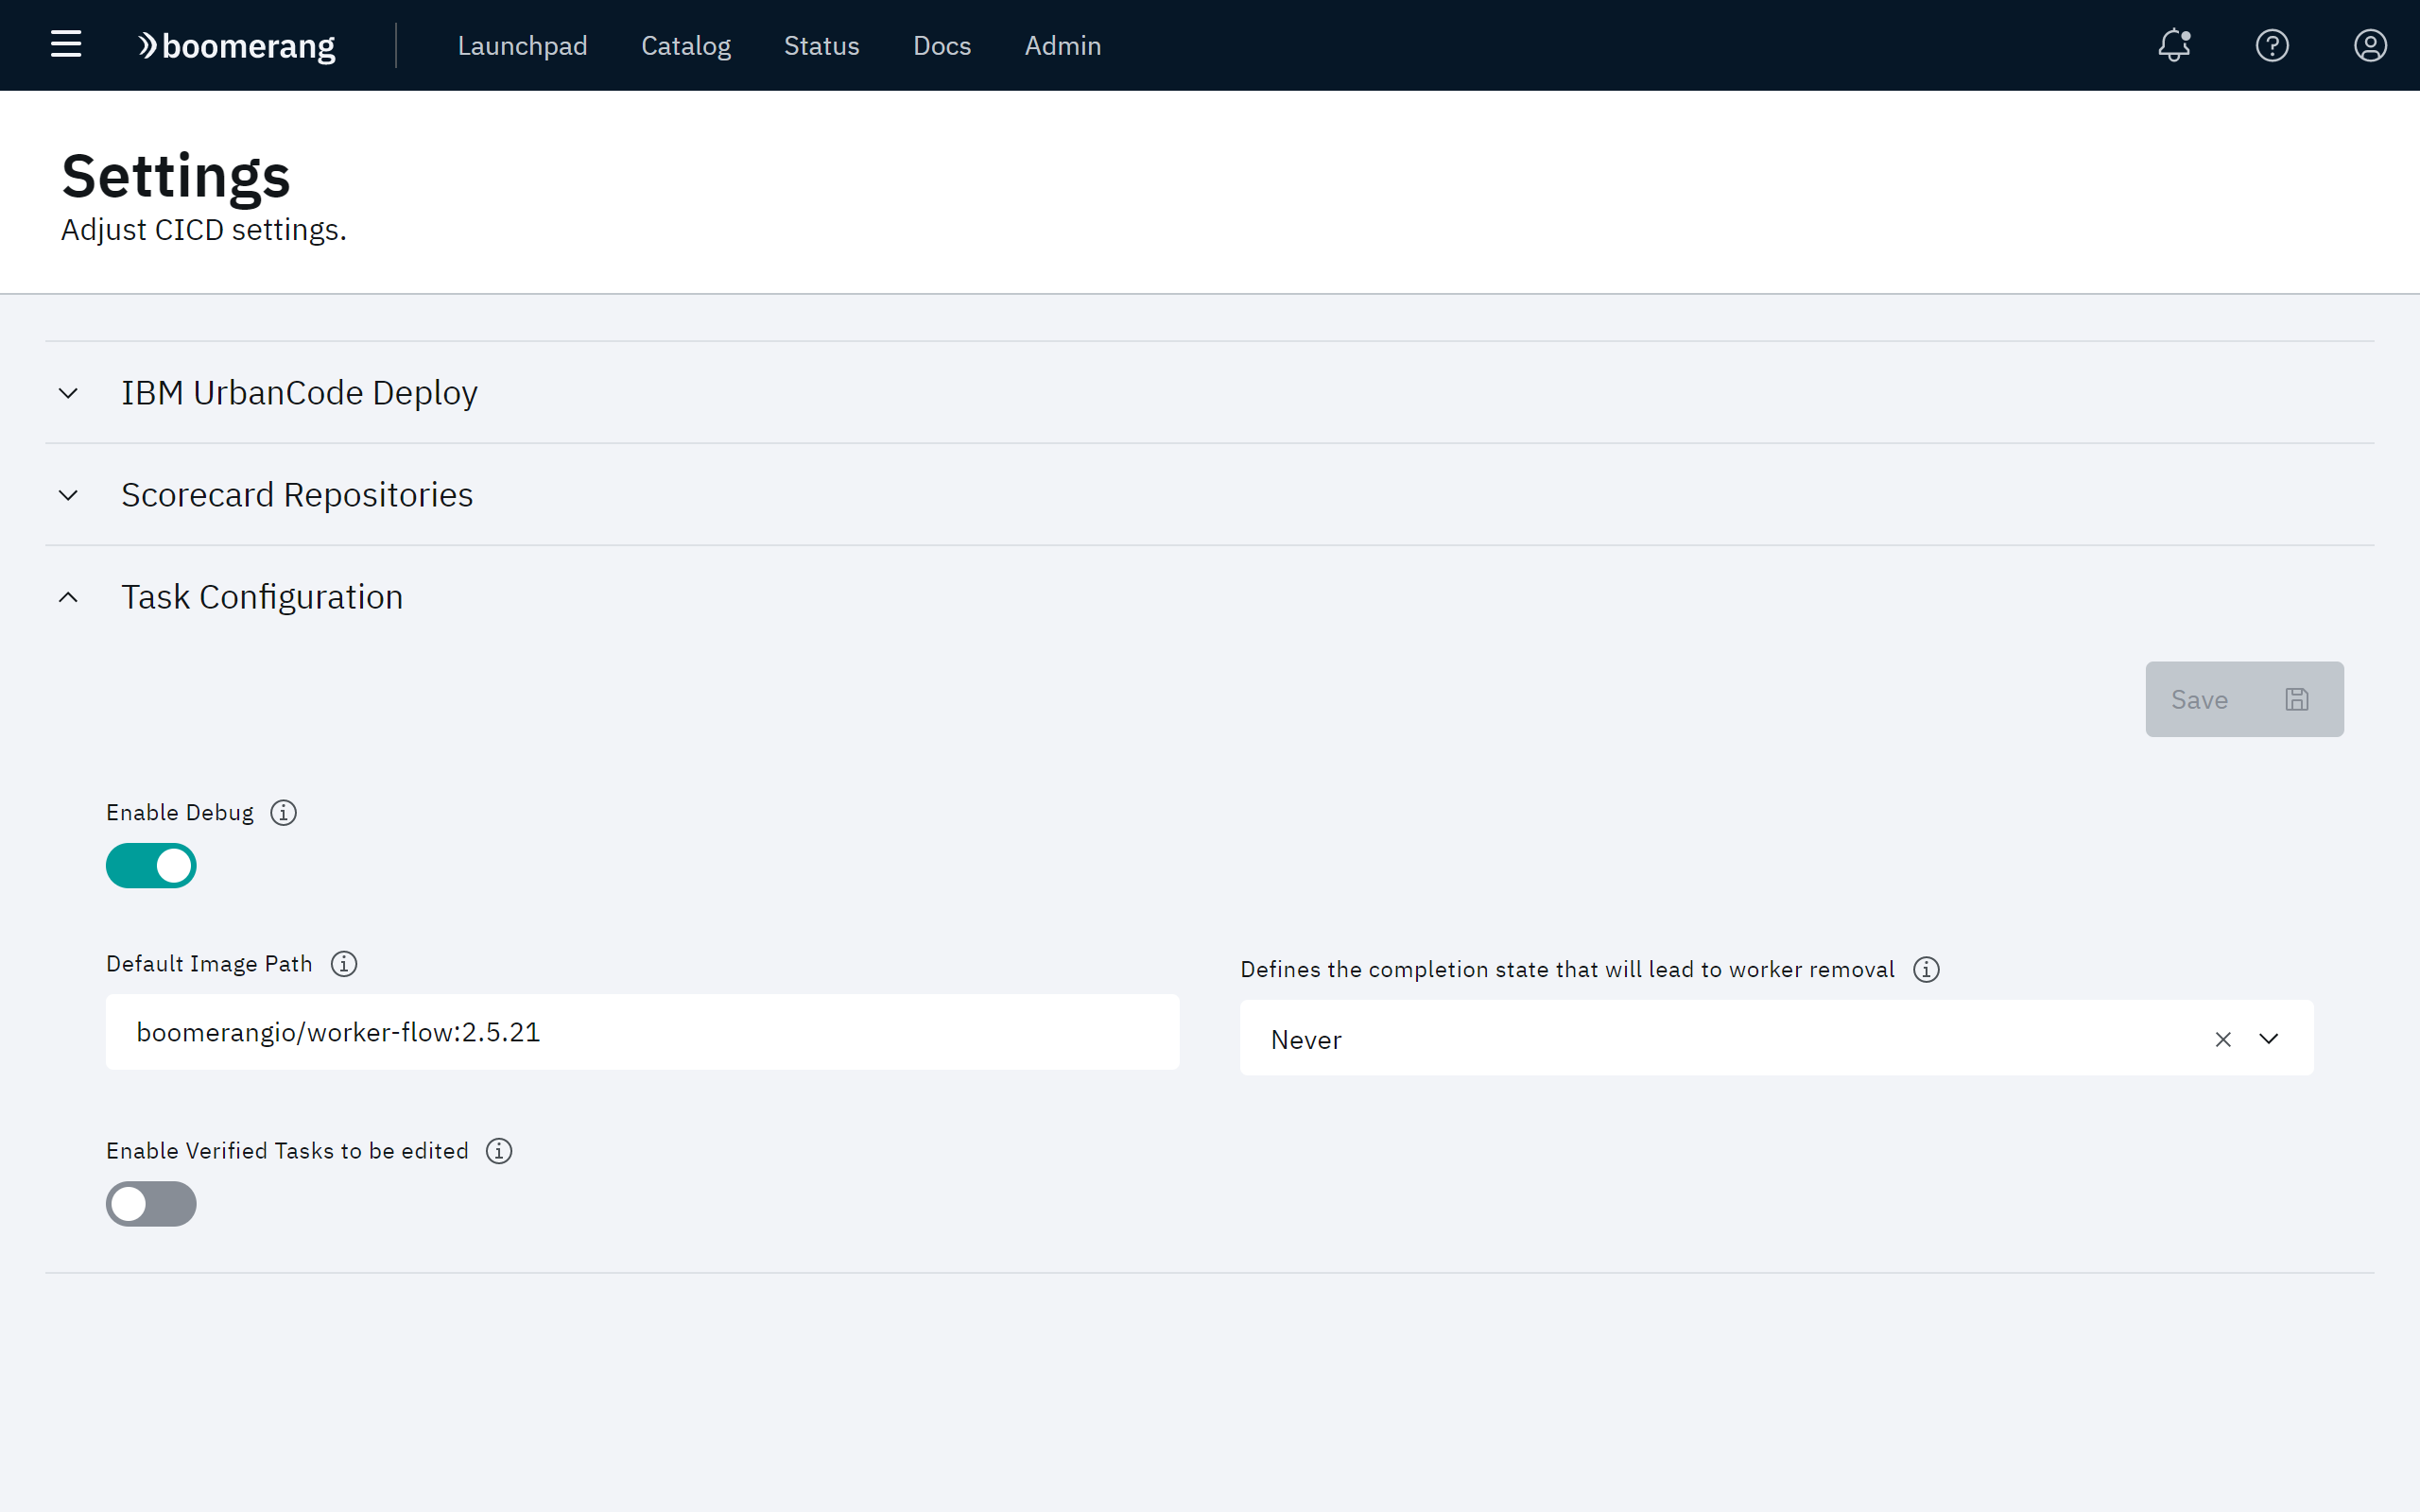 boomerang
Launchpad
Catalog
Status
Docs
Admin
Settings
Adjust CICD settings.
IBM UrbanCode Deploy
Scorecard Repositories
Task Configuration
Save
Enable Debug
Default Image Path
boomerangio/worker-flow:2.5.21
Defines the completion state that will lead to worker removal
Never
Enable Verified Tasks to be edited